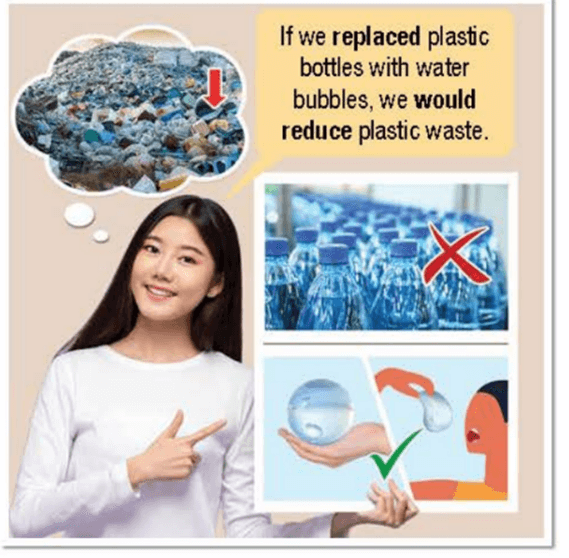 If we replaced plastic
bottles with water
bubbles, we would
reduce plastic waste.